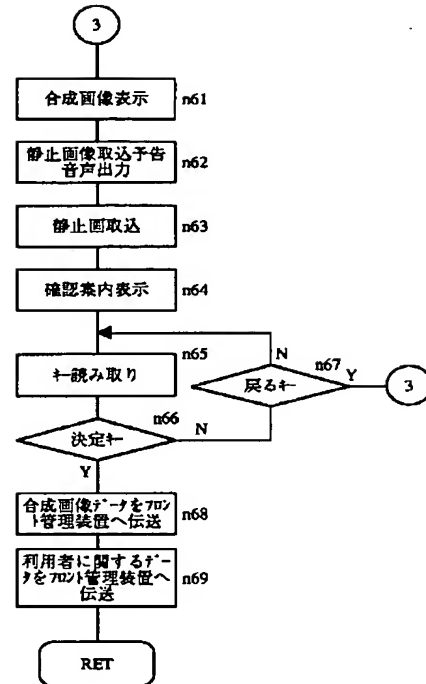 3
合成画像表示 n61
静止画像取込予告
音声出力 n62
静止画取込 n63
確認案内表示 n64
n65
キー読み取り
N
n67
戻るキー
Y
3
n66
決定キー
N
Y
合成画像データをフロン
ト管理装置へ伝送 n68
利用者に関するデー
タをフロント管理装置へ
伝送 n69
RET